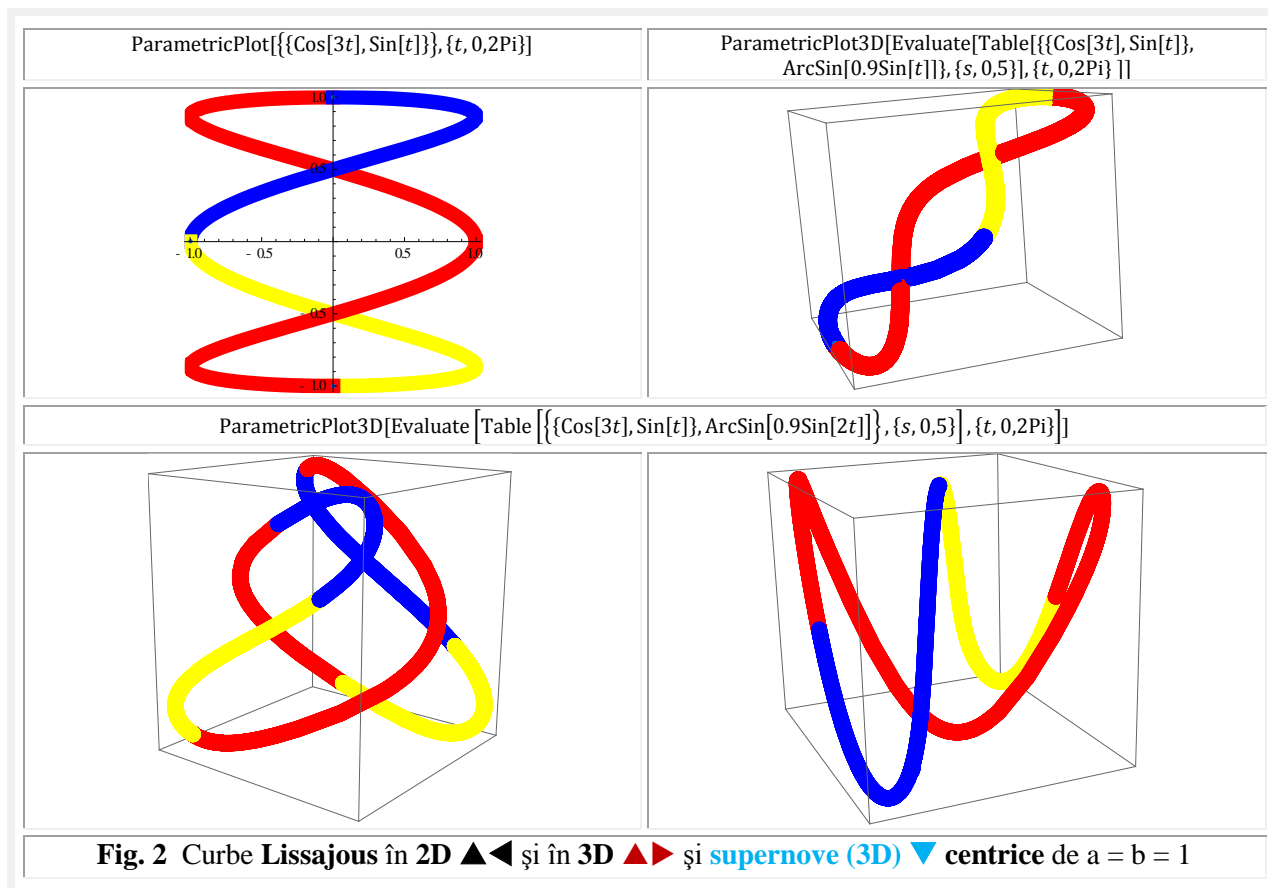 ParametricPlot[{{Cos[3t], Sin[t]}}, {t, 0,2Pi}]
ParametricPlot3D[Evaluate[Table[{{Cos[3t], Sin[t]},
ArcSin[0.9Sin[t]]}, {s, 0,5}], {t, 0,2Pi} ]]
1.0
0.5
- 1.0
- 0.5
0.5
1.0
- 0.5
- 1.0
ParametricPlot3D[Evaluate [Table [{{Cos[3t], Sin[t]}, ArcSin[0.9Sin[2t]]} , {s, 0,5}] , {t, 0,2Pi}]]
Fig. 2 Curbe Lissajous în 2D ▲◄ şi în 3D ▲► şi supernove (3D) ▼ centrice de a = b = 1